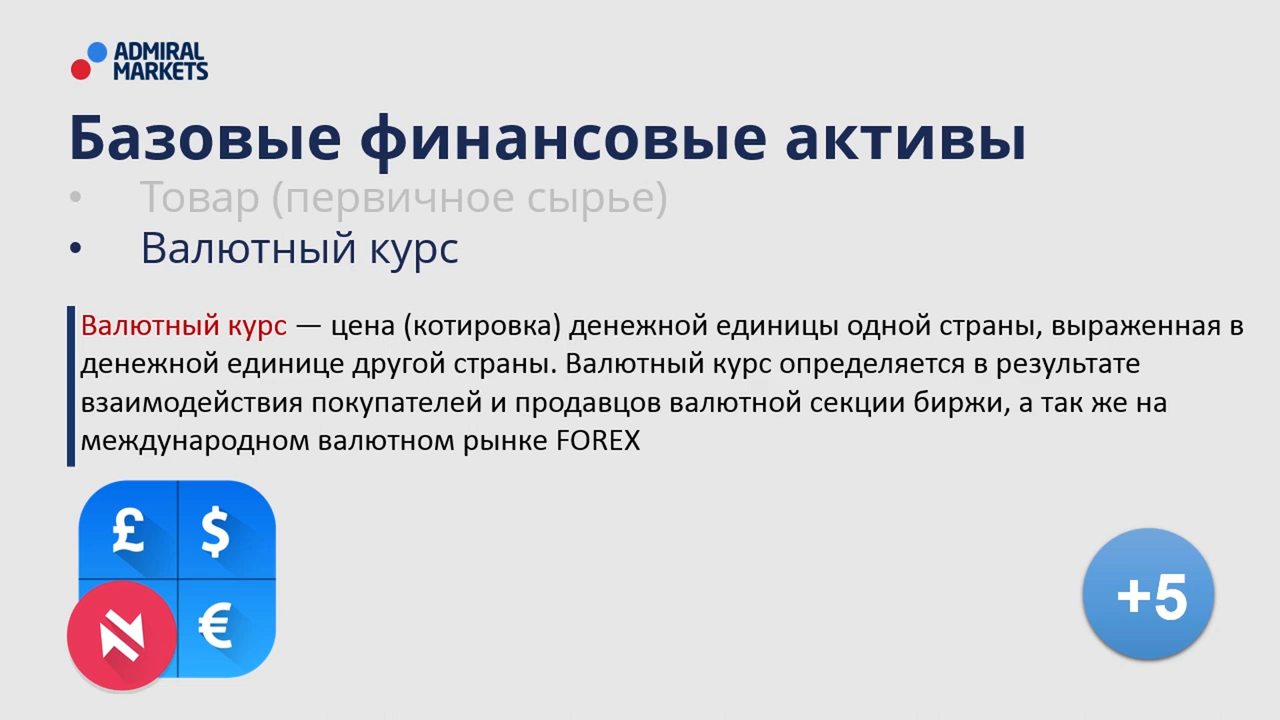 ADMIRAL
MARKETS
Базовые финансовые активы
• Товар (первичное сырье)
• Валютный курс
Валютный курс — цена (котировка) денежной единицы одной страны, выраженная в
денежной единице другой страны. Валютный курс определяется в результате
взаимодействия покупателей и продавцов валютной секции биржи, а так же на
международном валютном рынке FOREX
£ $
€
+5